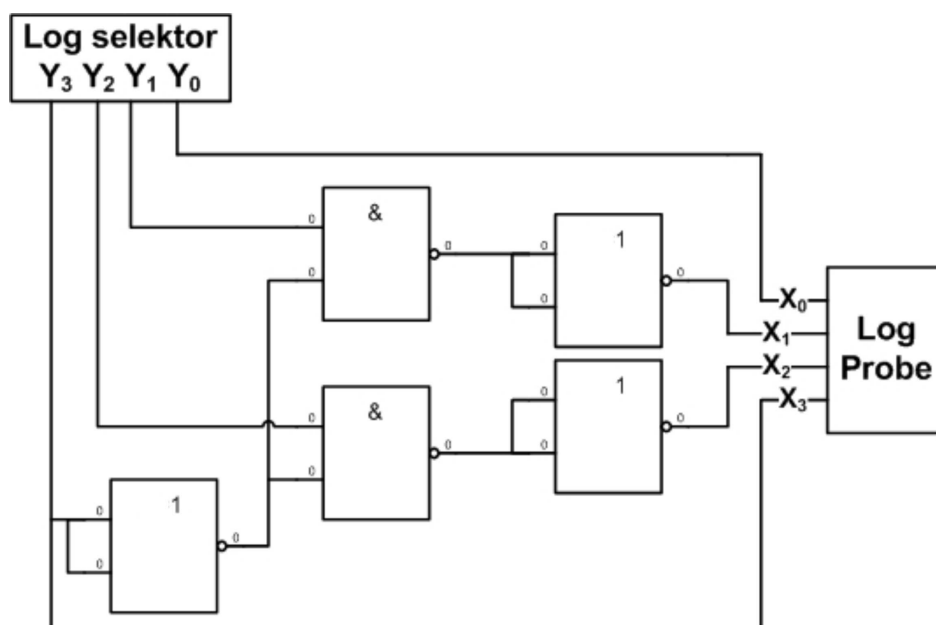 Log selektor
Y3 Y2 Y1 Y0
0 & 0 0 1 0
0 0
X0
X1
Log
X2
Probe
X3
0 & 0 1 0
0 0 0
0 1 0
0